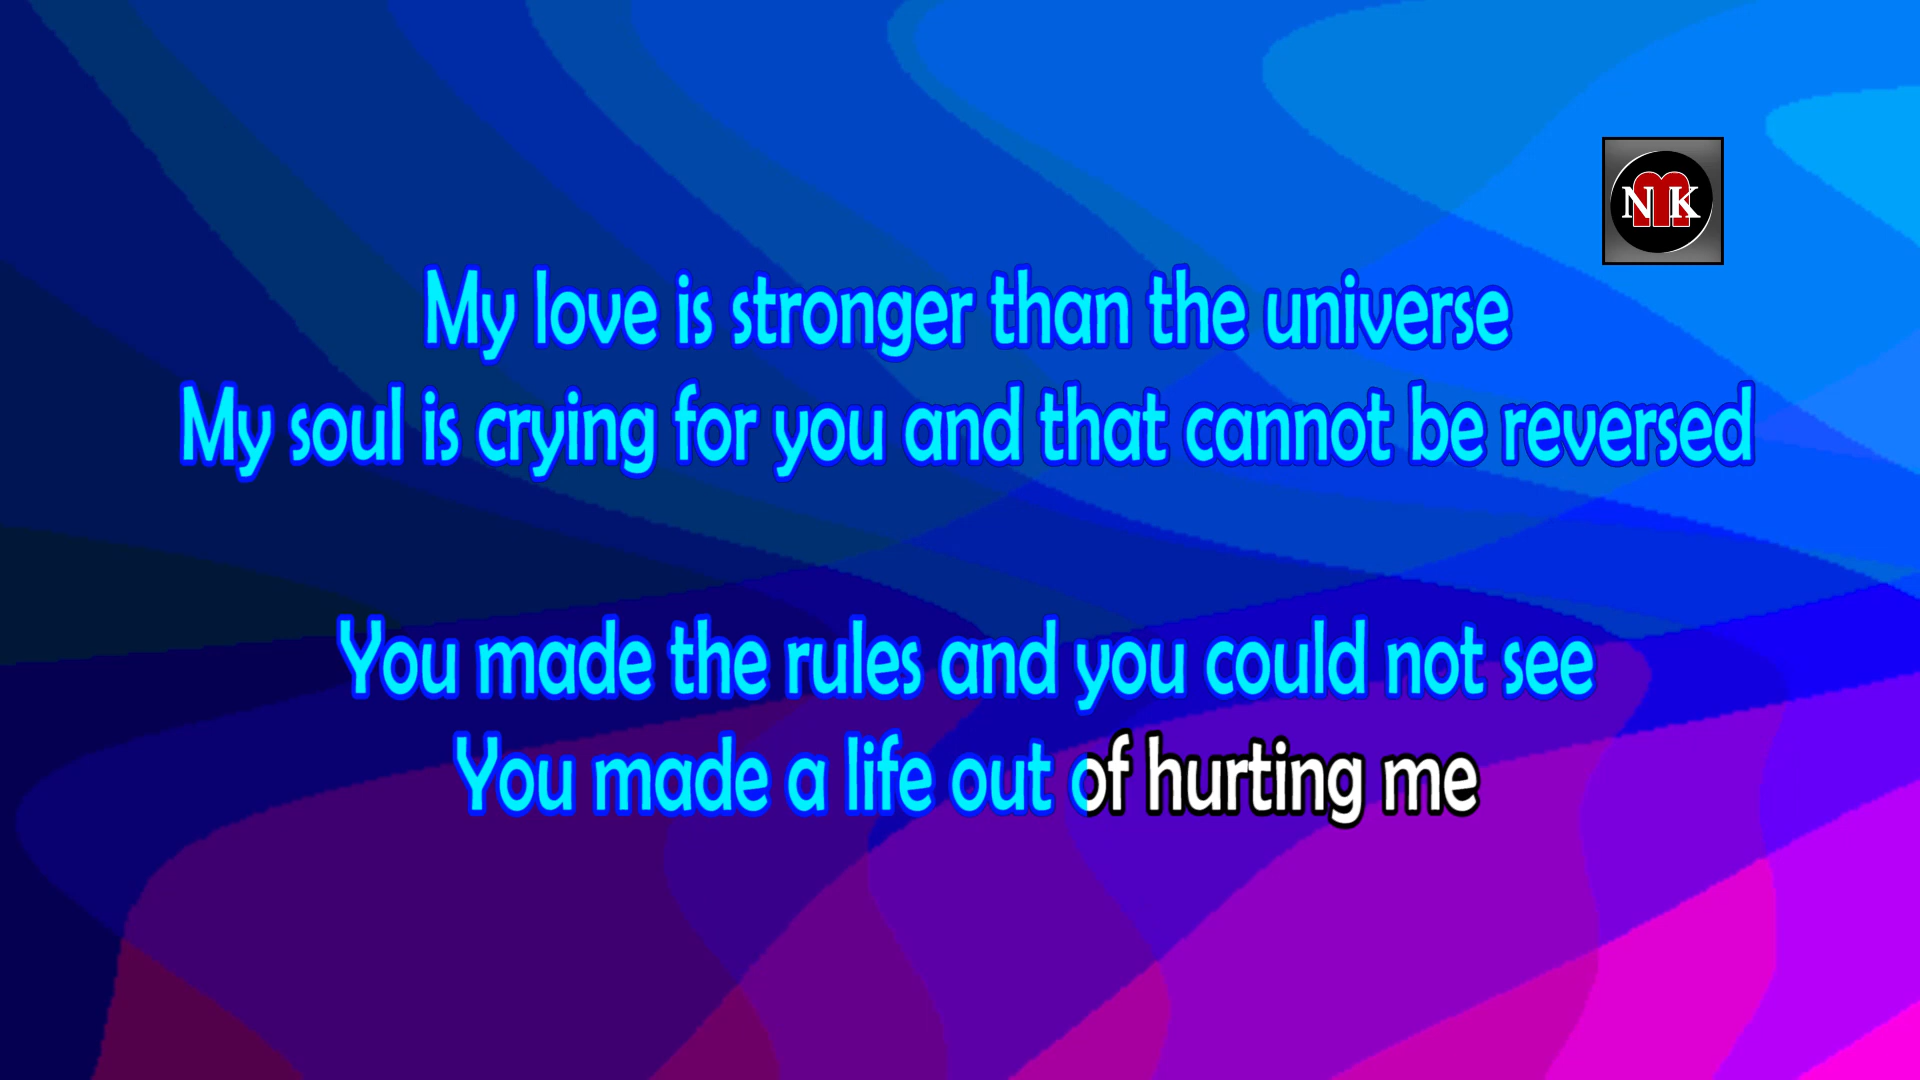 NMK
My love is stronger than the universe
My soul is crying for you and that cannot be reversed
You made the rules and you could not see
You made a life out of hurting me